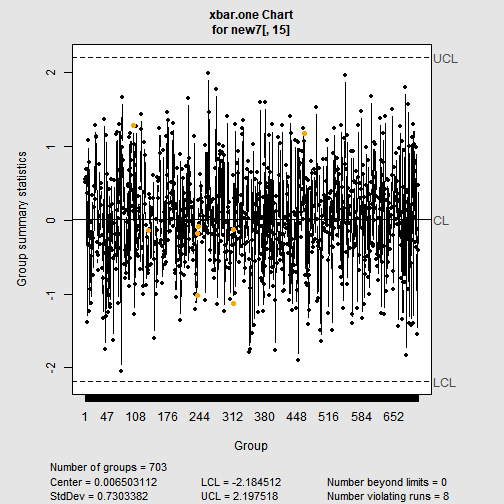 xbar.one Chart
for new7[, 15]
UCL
2
1
Group summary statistics
0
CL
-1
-2
LCL
1 47 108 176 244 312 380 448 516 584 652
Group
Number of groups = 703
Center = 0.006503112 LCL = -2.184512 Number beyond limits = 0
StdDev = 0.7303382 UCL = 2.197518 Number violating runs = 8